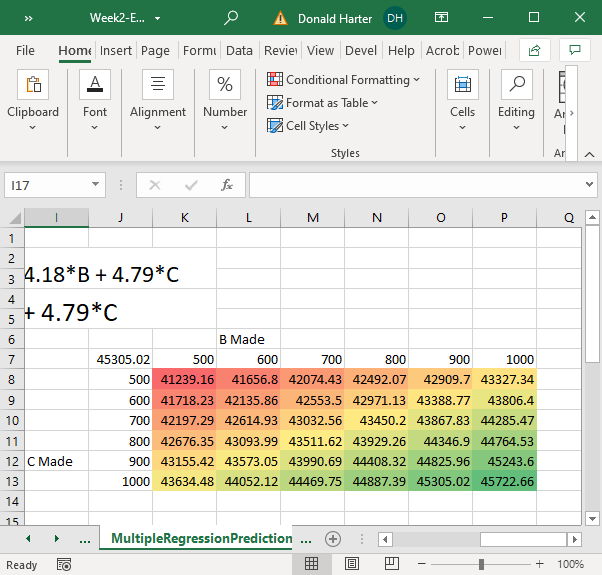 Week2-E... Donald Harter DH
File Home Insert Page Formu Data Review View Devel Help Acrob Power
Conditional Formatting
Format as Table
Cell Styles
Clipboard Font Alignment Number Cells Editing
Styles
I17 fx
I J K L M N O P Q
1
2
3 4.18*B + 4.79*C
4
5 + 4.79*C
6 B Made
7 45305.02 500 600 700 800 900 1000
8 500 41239.16 41656.8 42074.43 42492.07 42909.7 43327.34
9 600 41718.23 42135.86 42553.5 42971.13 43388.77 43806.4
10 700 42197.29 42614.93 43032.56 43450.2 43867.83 44285.47
11 800 42676.35 43093.99 43511.62 43929.26 44346.9 44764.53
12 C Made 900 43155.42 43573.05 43990.69 44408.32 44825.96 45243.6
13 1000 43634.48 44052.12 44469.75 44887.39 45305.02 45722.66
14
15
... MultipleRegressionPrediction ...
Ready 100%